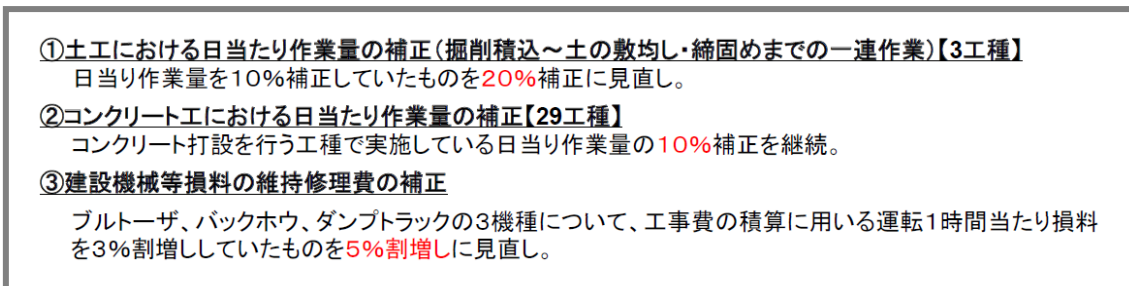 ①土工における日当たり作業量の補正(掘削積込～土の敷均し・締固めまでの一連作業)【3工種】
日当り作業量を10%補正していたものを20%補正に見直し。
②コンクリート工における日当たり作業量の補正【29工種】
コンクリート打設を行う工種で実施している日当り作業量の10%補正を継続。
③建設機械等損料の維持修理費の補正
ブルトーザ、バックホウ、ダンプトラックの3機種について、工事費の積算に用いる運転1時間当たり損料
を3%割増ししていたものを5%割増しに見直し。